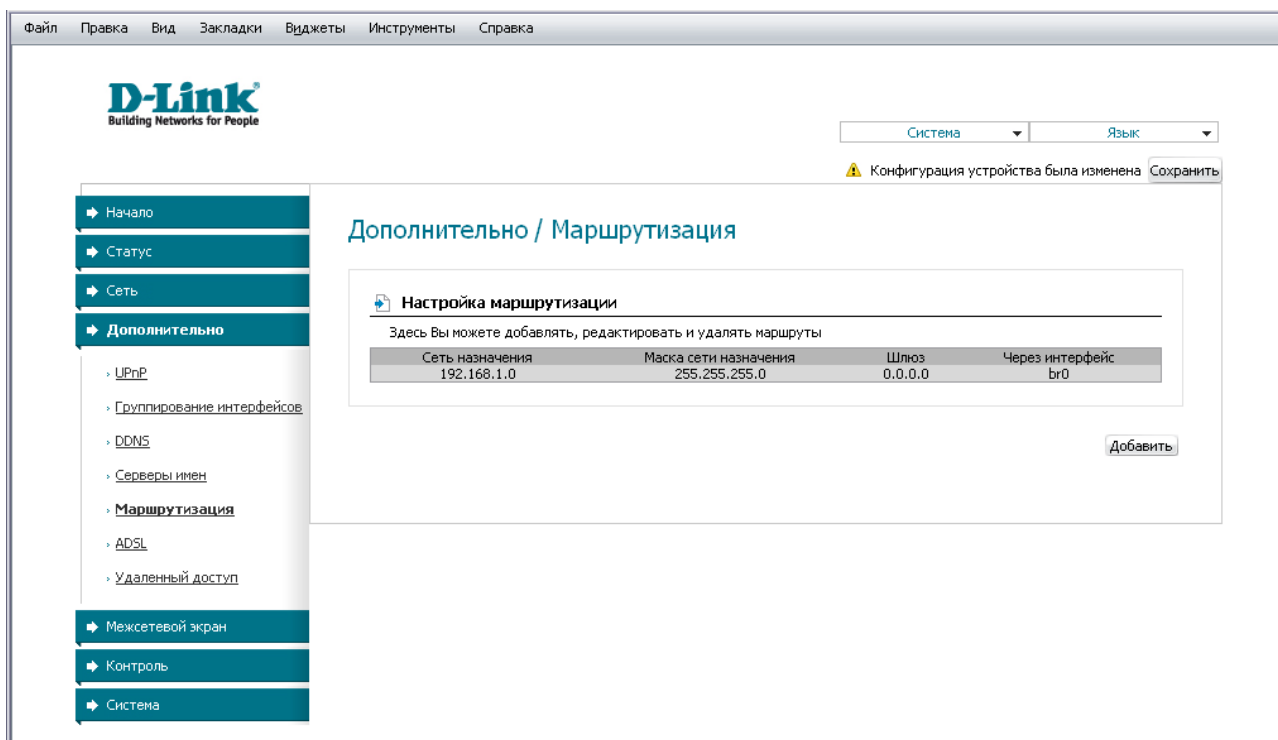 Файл Правка Вид Закладки Виджеты Инструменты Справка
D-Link®
Building Networks for People
Система Язык
Конфигурация устройства была изменена Сохранить
Начало
Статус
Сеть
Дополнительно
UPnP
Группирование интерфейсов
DDNS
Серверы имен
Маршрутизация
ADSL
Удаленный доступ
Межсетевой экран
Контроль
Система
Дополнительно / Маршрутизация
Настройка маршрутизации
Здесь Вы можете добавлять, редактировать и удалять маршруты
Сеть назначения Маска сети назначения Шлюз Через интерфейс
192.168.1.0 255.255.255.0 0.0.0.0 br0
Добавить